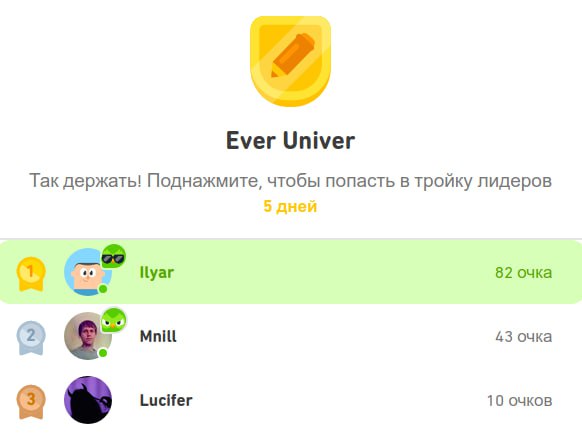 Ever Univer
Так держать! Поднажмите, чтобы попасть в тройку лидеров
5 дней
1 Ilyar 82 очка
2 Mnill 43 очка
3 Lucifer 10 очков